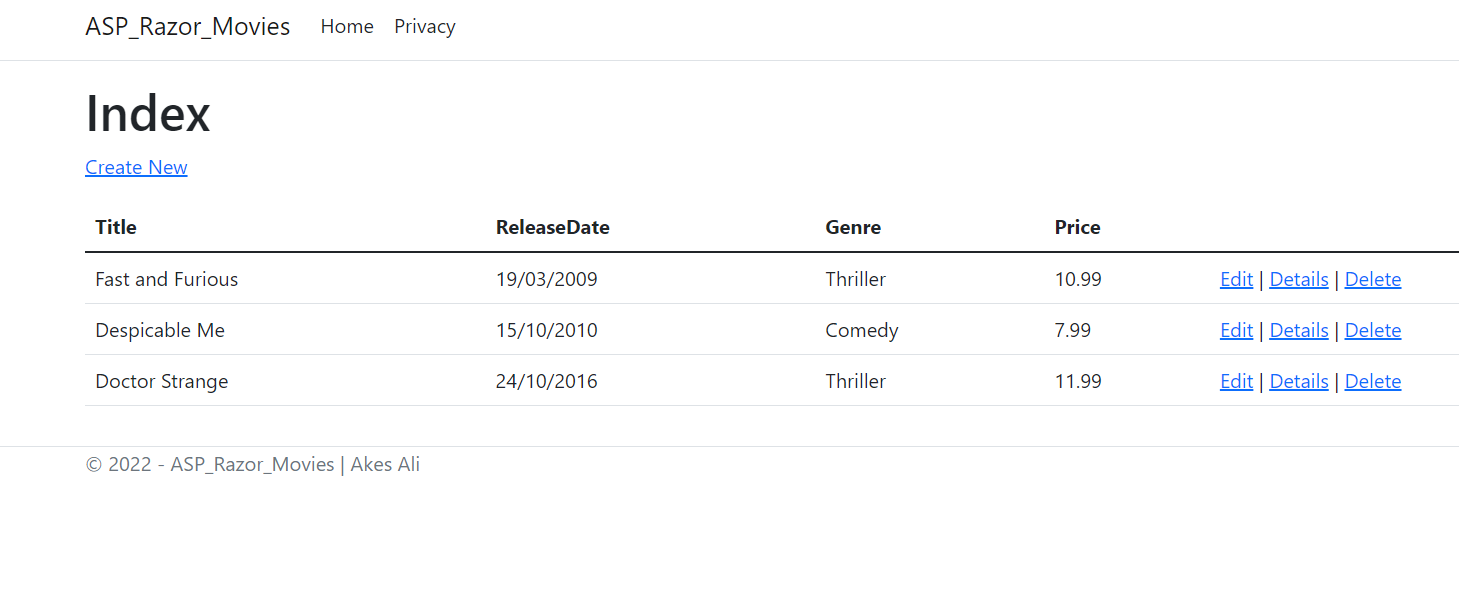 ASP_Razor_Movies Home Privacy
Index
Create New
Title ReleaseDate Genre Price
Fast and Furious 19/03/2009 Thriller 10.99 Edit | Details | Delete
Despicable Me 15/10/2010 Comedy 7.99 Edit | Details | Delete
Doctor Strange 24/10/2016 Thriller 11.99 Edit | Details | Delete
© 2022 - ASP_Razor_Movies | Akes Ali